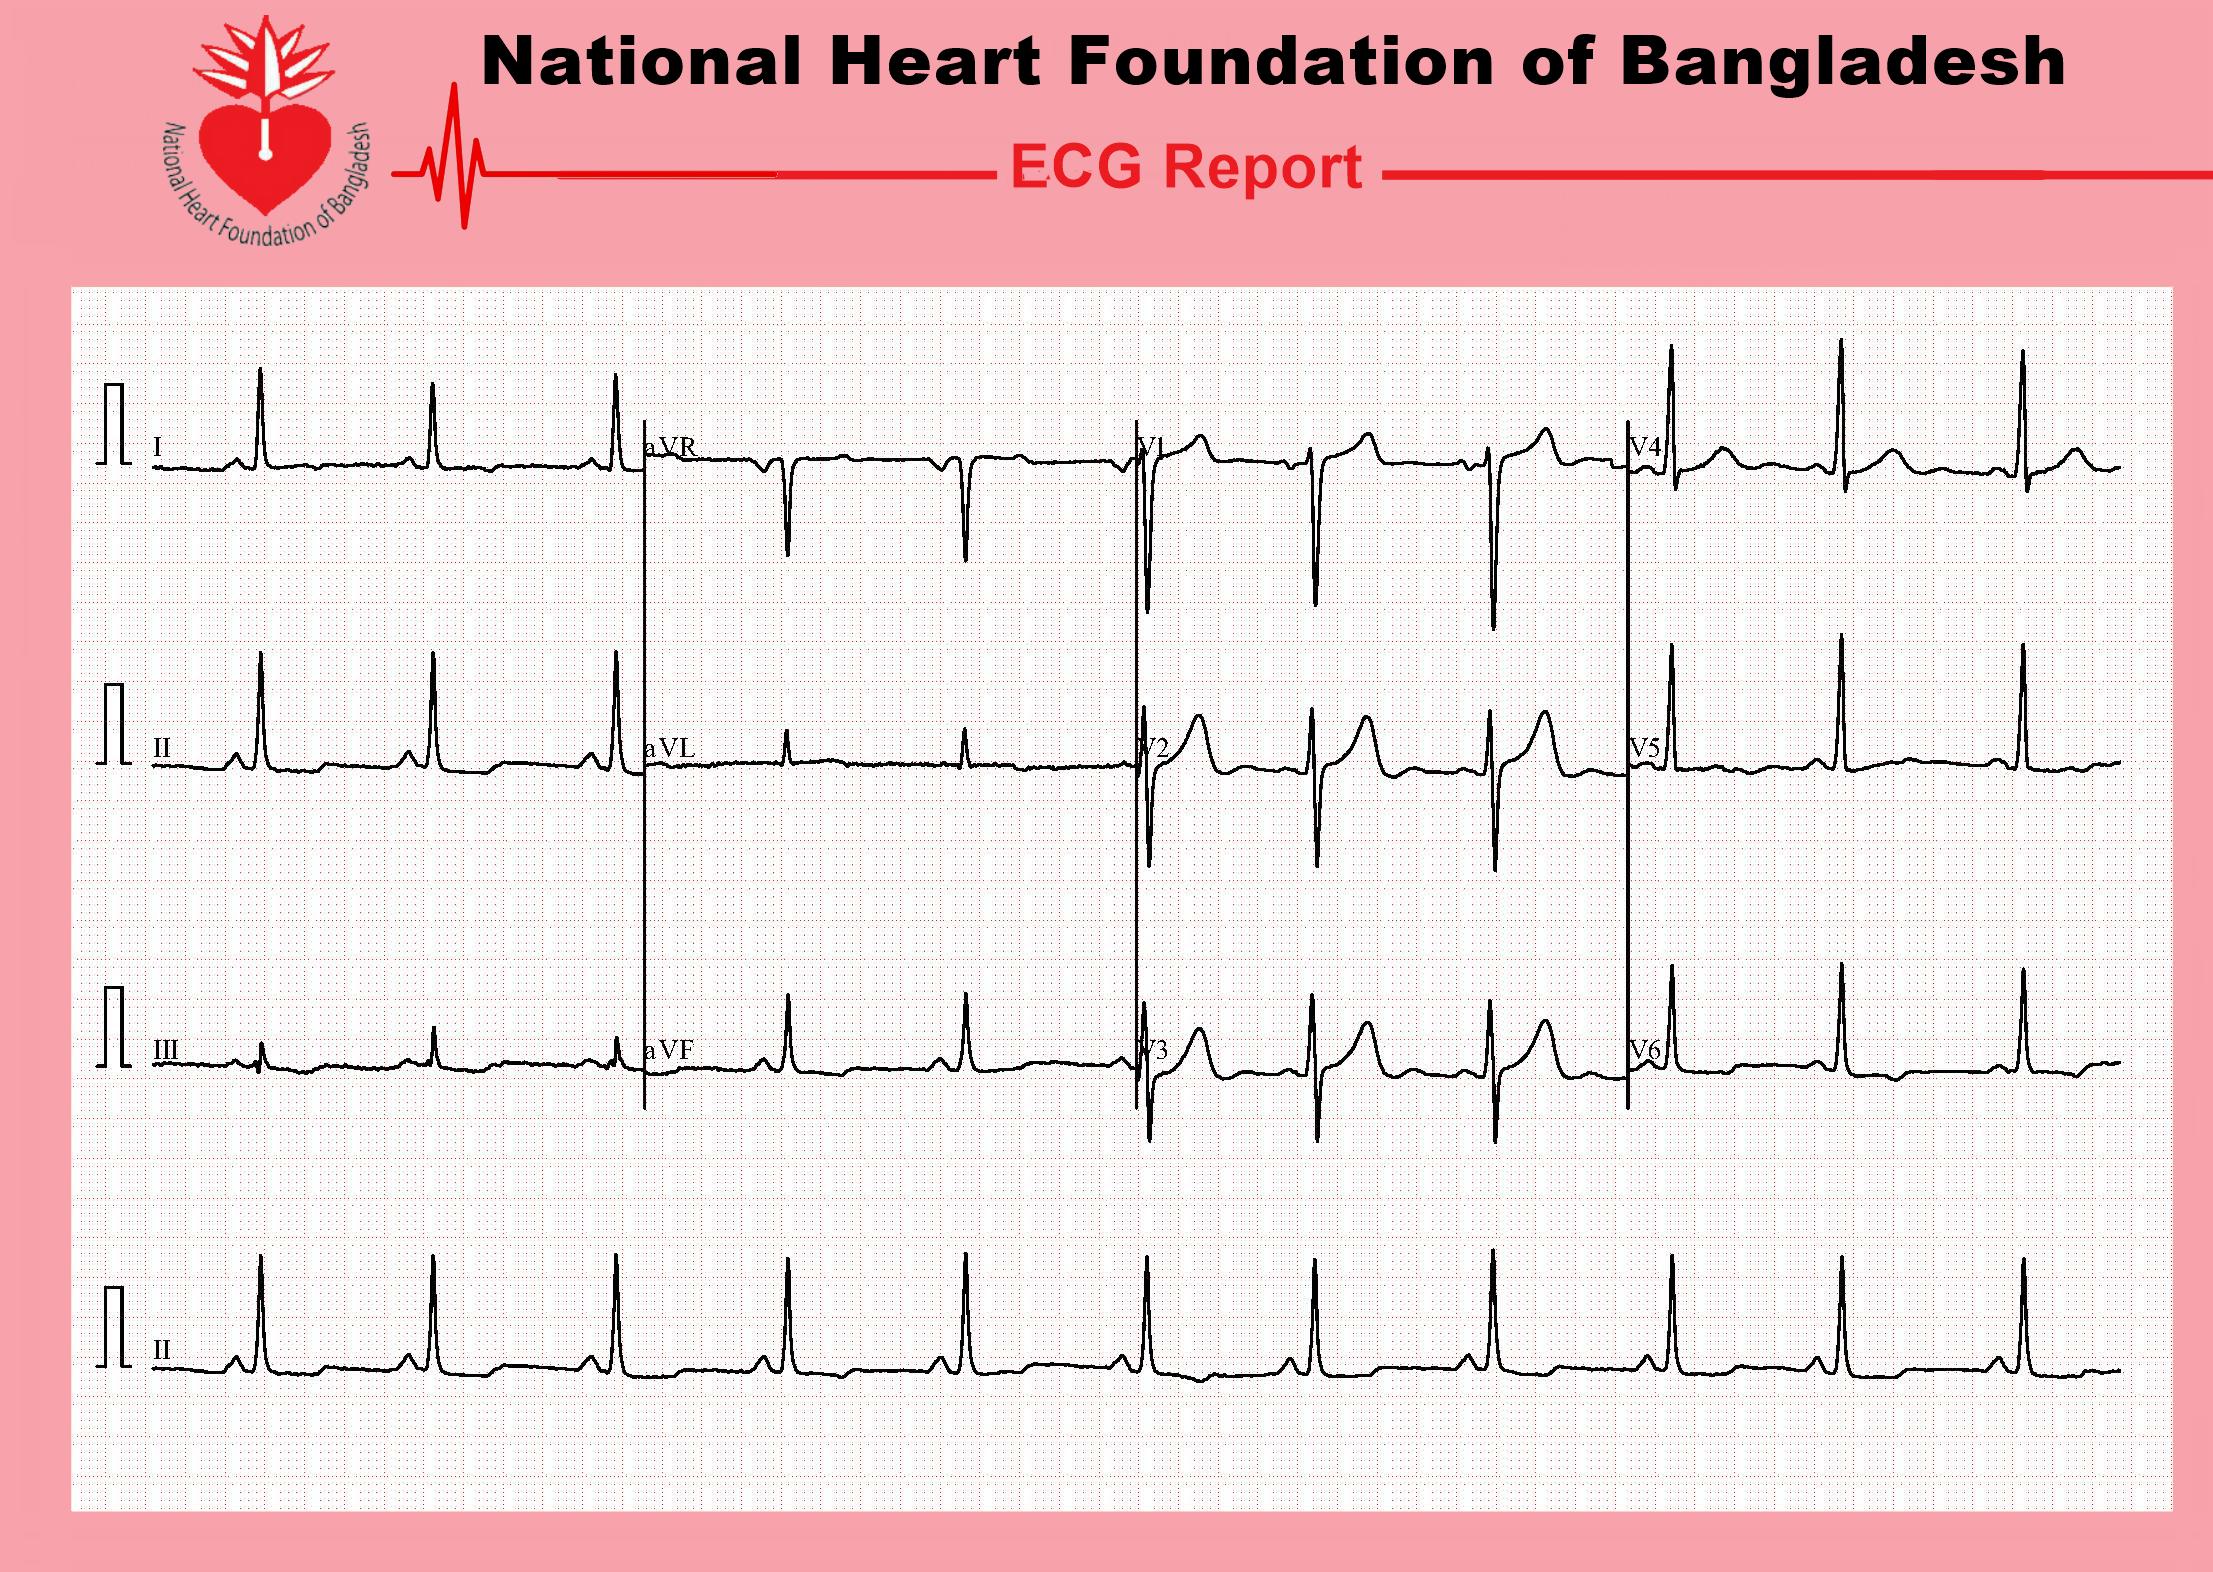 National Heart Foundation of Bangladesh
National Heart Foundation of Bangladesh
ECG Report
I
aVR
V1
V4
II
aVL
V2
V5
III
aVF
V3
V6
II